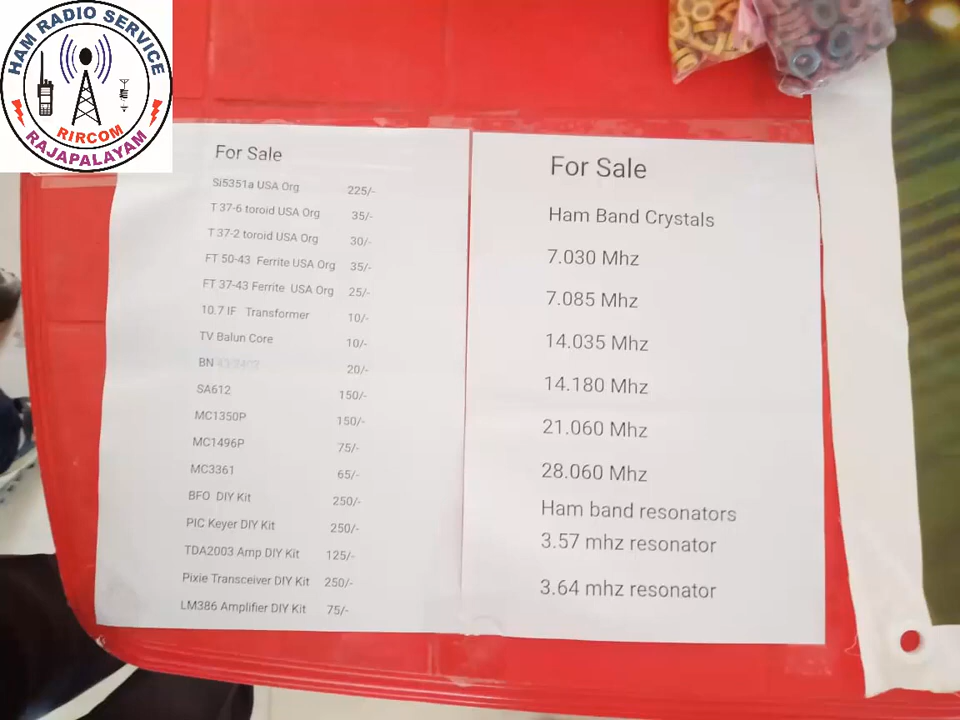 HAM RADIO SERVICE
RIRCOM
RAJAPALAYAM
For Sale
Si5351a USA Org 225/-
T 37-6 toroid USA Org 35/-
T 37-2 toroid USA Org 30/-
FT 50-43 Ferrite USA Org 35/-
FT 37-43 Ferrite USA Org 25/-
10.7 IF Transformer 10/-
TV Balun Core 10/-
BN 20/-
SA612 150/-
MC1350P 150/-
MC1496P 75/-
MC3361 65/-
BFO DIY Kit 250/-
PIC Keyer DIY Kit 250/-
TDA2003 Amp DIY Kit 125/-
Pixie Transceiver DIY Kit 250/-
LM386 Amplifier DIY Kit 75/-
For Sale
Ham Band Crystals
7.030 Mhz
7.085 Mhz
14.035 Mhz
14.180 Mhz
21.060 Mhz
28.060 Mhz
Ham band resonators
3.57 mhz resonator
3.64 mhz resonator